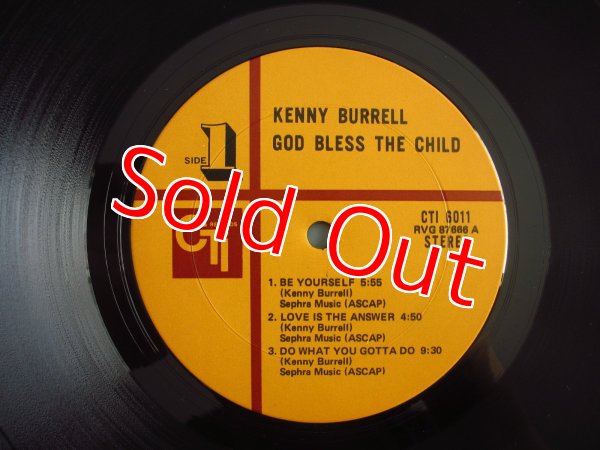 KENNY BURRELL
GOD BLESS THE CHILD
SIDE 1
Sold Out
CTI 6011
RVG 87666 A
STEREO
CTI
1. BE YOURSELF 5:55
(Kenny Burrell)
Sephra Music (ASCAP)
2. LOVE IS THE ANSWER 4:50
(Kenny Burrell)
Sephra Music (ASCAP)
3. DO WHAT YOU GOTTA DO 9:30
(Kenny Burrell)
Sephra Music (ASCAP)